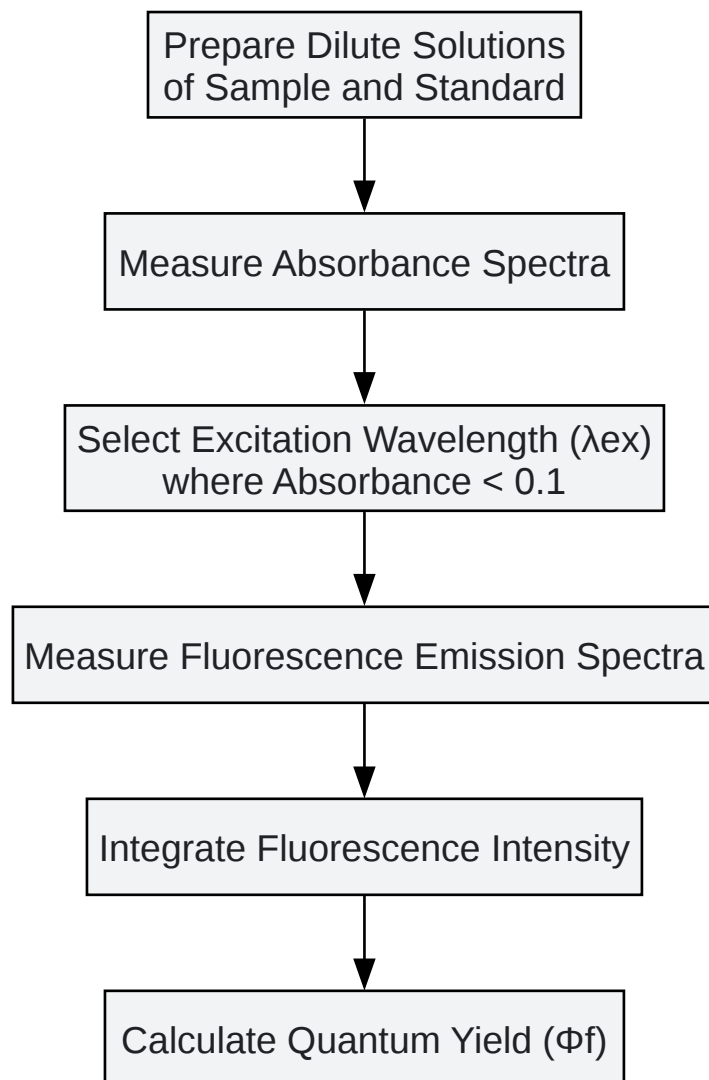 Prepare Dilute Solutions
of Sample and Standard
Measure Absorbance Spectra
Select Excitation Wavelength (λex)
where Absorbance < 0.1
Measure Fluorescence Emission Spectra
Integrate Fluorescence Intensity
Calculate Quantum Yield (Φf)